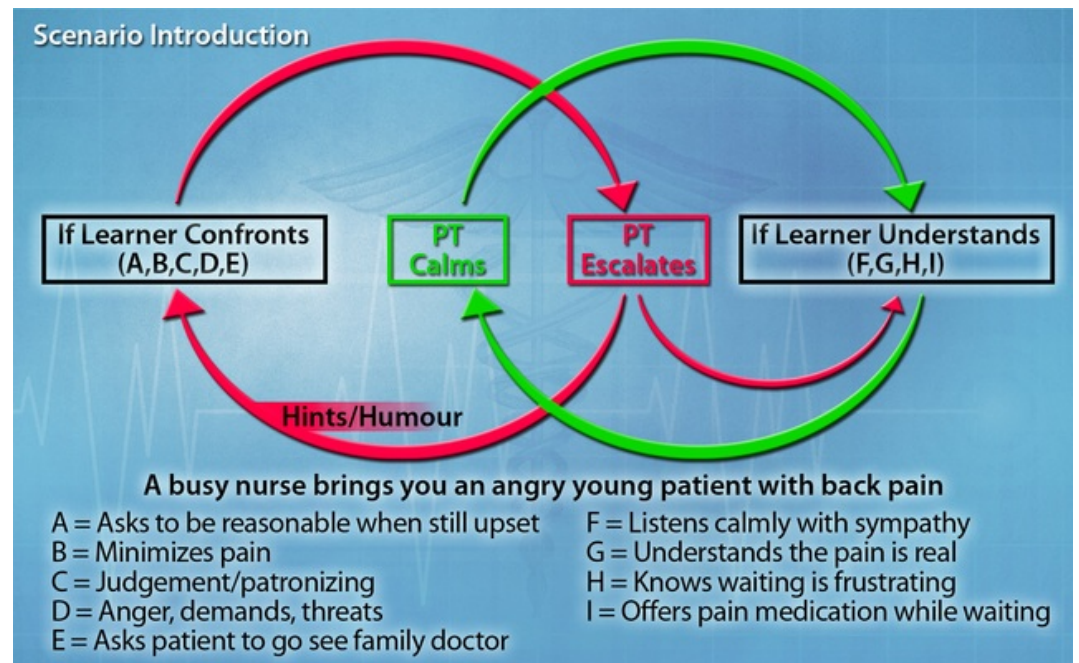 Scenario Introduction
If Learner Confronts
(A,B,C,D,E)
PT
Calms
PT
Escalates
If Learner Understands
(F,G,H,I)
Hints/Humour
A busy nurse brings you an angry young patient with back pain
A = Asks to be reasonable when still upset
B = Minimizes pain
C = Judgement/patronizing
D = Anger, demands, threats
E = Asks patient to go see family doctor
F = Listens calmly with sympathy
G = Understands the pain is real
H = Knows waiting is frustrating
I = Offers pain medication while waiting